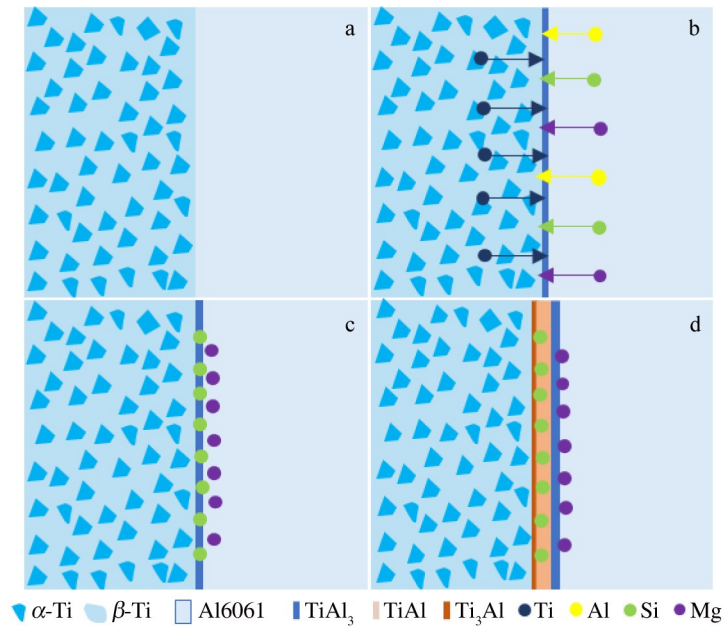 a
b
c
d
α-Ti β-Ti Al6061 TiAl₃ TiAl Ti₃Al Ti Al Si Mg